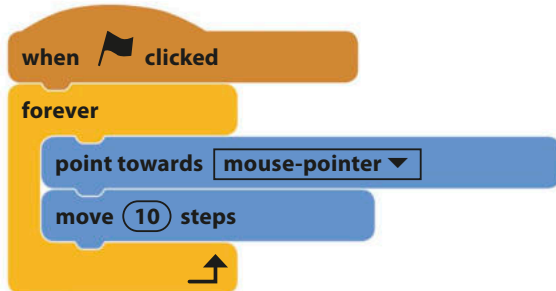 when clicked
forever
point towards mouse-pointer
move 10 steps